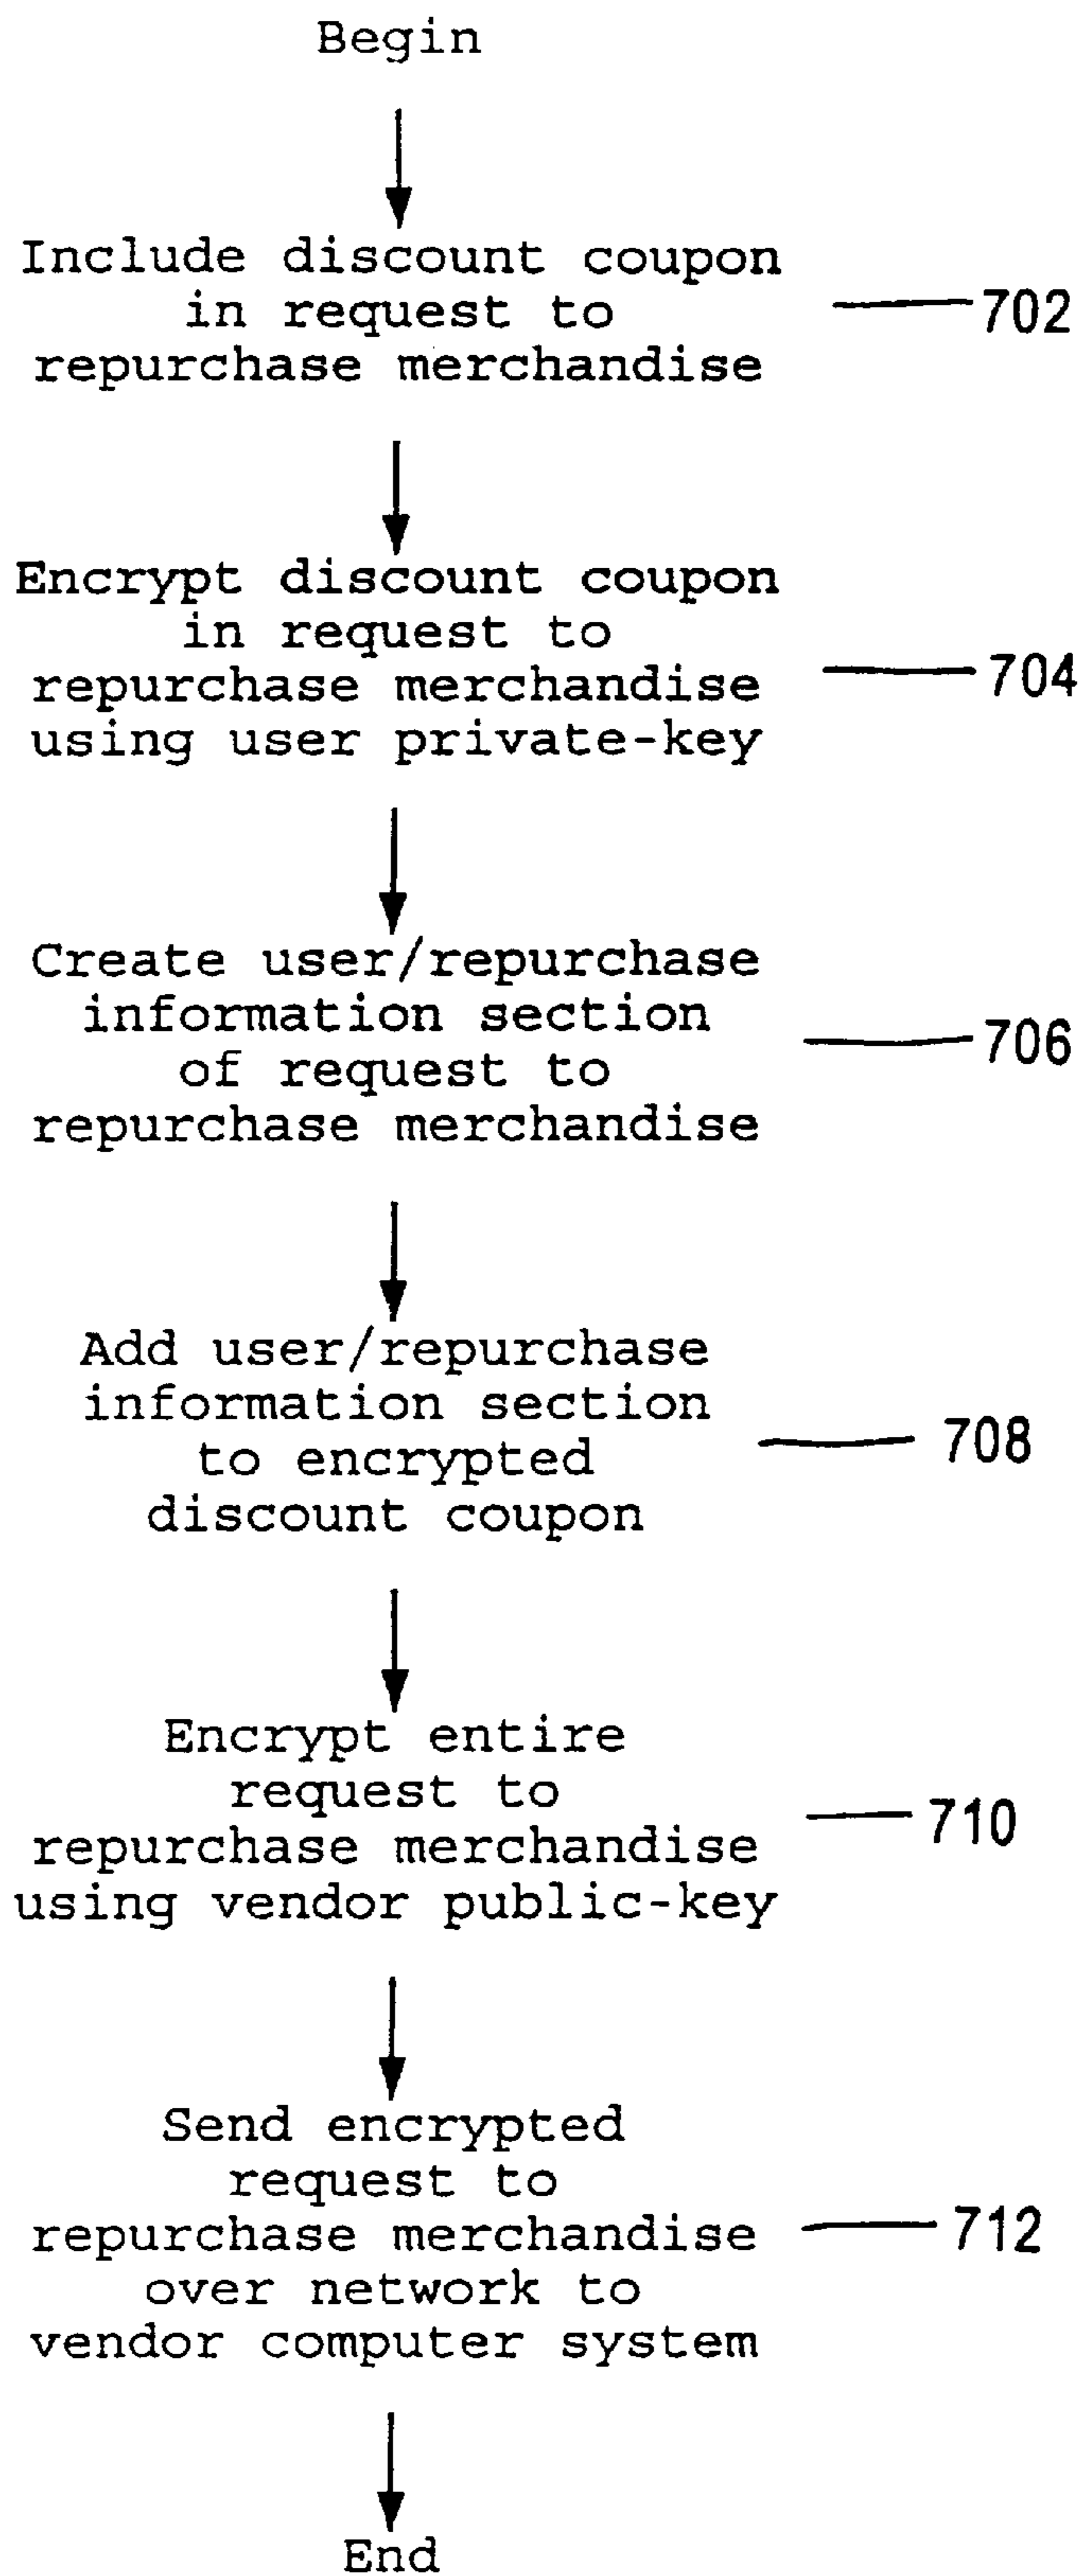 Begin
Include discount coupon
in request to
repurchase merchandise
702
Encrypt discount coupon
in request to
repurchase merchandise
using user private-key
704
Create user/repurchase
information section
of request to
repurchase merchandise
706
Add user/repurchase
information section
to encrypted
discount coupon
708
Encrypt entire
request to
repurchase merchandise
using vendor public-key
710
Send encrypted
request to
repurchase merchandise
over network to
vendor computer system
712
End